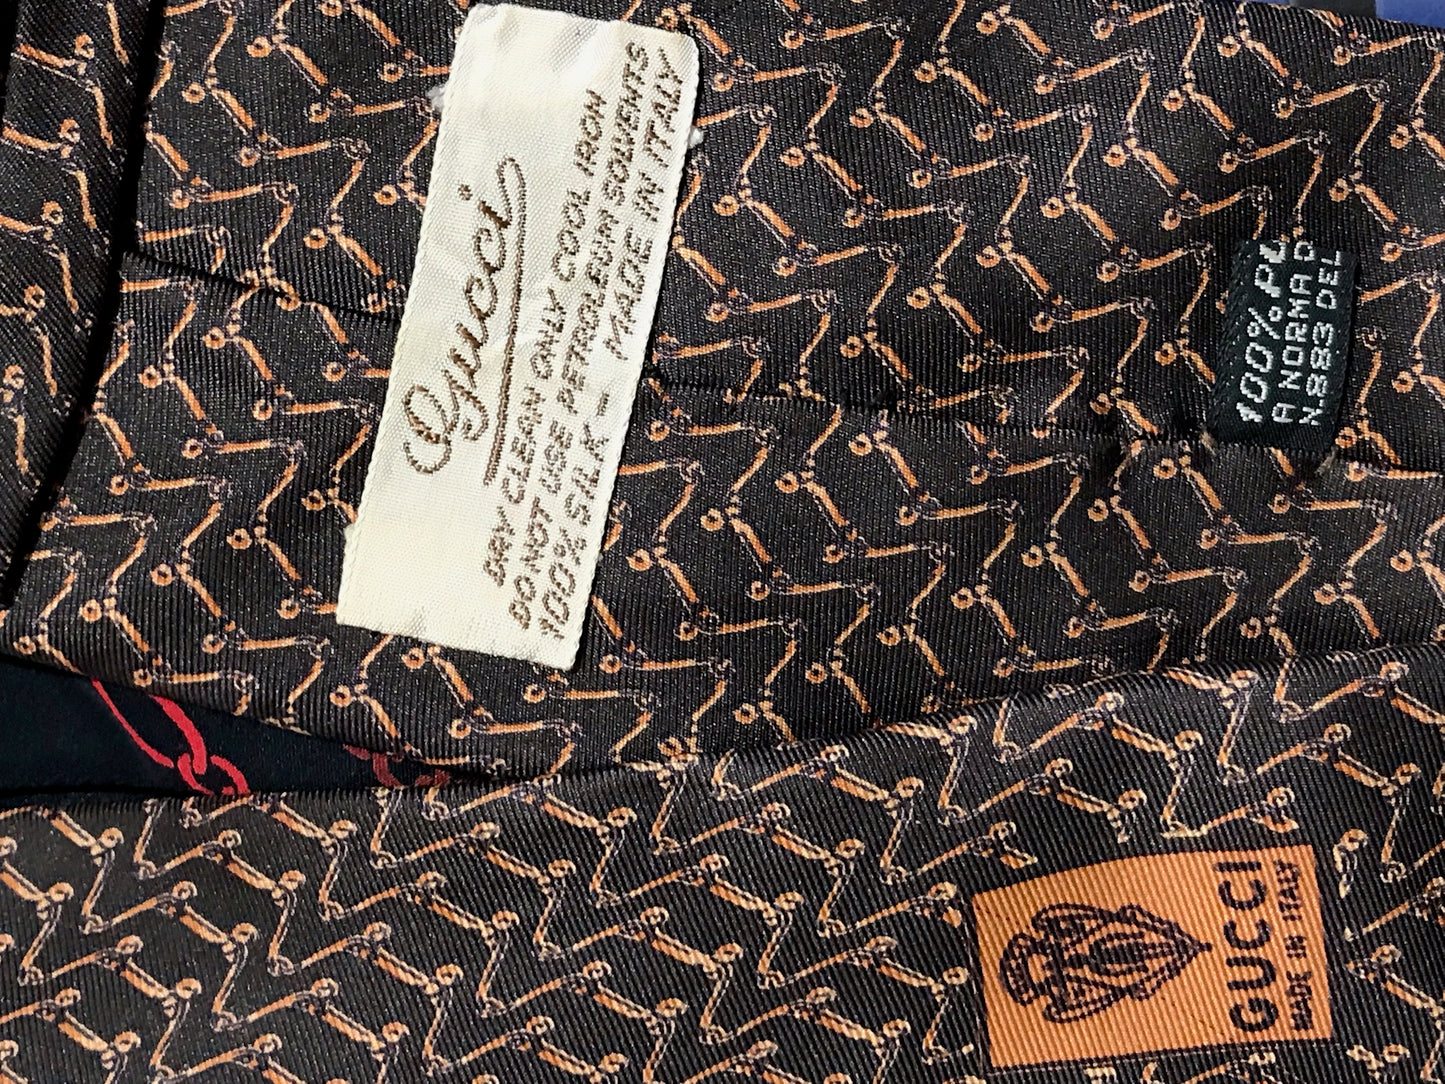 Gucci
DRY CLEAN ONLY COOL IRON
DO NOT USE PETROLEUM SOLVENTS
100% SILK - MADE IN ITALY
100%
A NORMA D
N.883 DEL
GUCCI
MADE IN ITALY